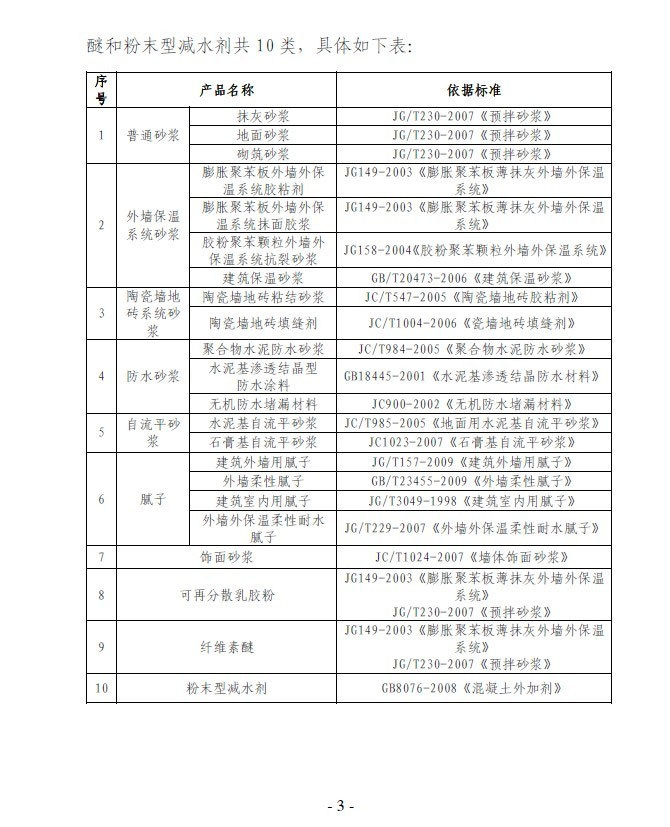 醚和粉末型减水剂共 10 类，具体如下表：
序号 产品名称 依据标准
1 普通砂浆 抹灰砂浆 JG/T230-2007《预拌砂浆》
地面砂浆 JG/T230-2007《预拌砂浆》
砌筑砂浆 JG/T230-2007《预拌砂浆》
2 外墙保温系统砂浆 膨胀聚苯板外墙外保温系统胶粘剂 JG149-2003《膨胀聚苯板薄抹灰外墙外保温系统》
膨胀聚苯板外墙外保温系统抹面胶浆 JG149-2003《膨胀聚苯板薄抹灰外墙外保温系统》
胶粉聚苯颗粒外墙外保温系统抗裂砂浆 JG158-2004《胶粉聚苯颗粒外墙外保温系统》
建筑保温砂浆 GB/T20473-2006《建筑保温砂浆》
3 陶瓷墙地砖系统砂浆 陶瓷墙地砖粘结砂浆 JC/T547-2005《陶瓷墙地砖胶粘剂》
陶瓷墙地砖填缝剂 JC/T1004-2006《瓷墙地砖填缝剂》
4 防水砂浆 聚合物水泥防水砂浆 JC/T984-2005《聚合物水泥防水砂浆》
水泥基渗透结晶型防水涂料 GB18445-2001《水泥基渗透结晶防水材料》
无机防水堵漏材料 JC900-2002《无机防水堵漏材料》
5 自流平砂浆 水泥基自流平砂浆 JC/T985-2005《地面用水泥基自流平砂浆》
石膏基自流平砂浆 JC1023-2007《石膏基自流平砂浆》
6 腻子 建筑外墙用腻子 JG/T157-2009《建筑外墙用腻子》
外墙柔性腻子 GB/T23455-2009《外墙柔性腻子》
建筑室内用腻子 JG/T3049-1998《建筑室内用腻子》
外墙外保温柔性耐水腻子 JG/T229-2007《外墙外保温柔性耐水腻子》
7 饰面砂浆 JC/T1024-2007《墙体饰面砂浆》
8 可再分散乳胶粉 JG149-2003《膨胀聚苯板薄抹灰外墙外保温系统》
JG/T230-2007《预拌砂浆》
9 纤维素醚 JG149-2003《膨胀聚苯板薄抹灰外墙外保温系统》
JG/T230-2007《预拌砂浆》
10 粉末型减水剂 GB8076-2008《混凝土外加剂》
- 3 -